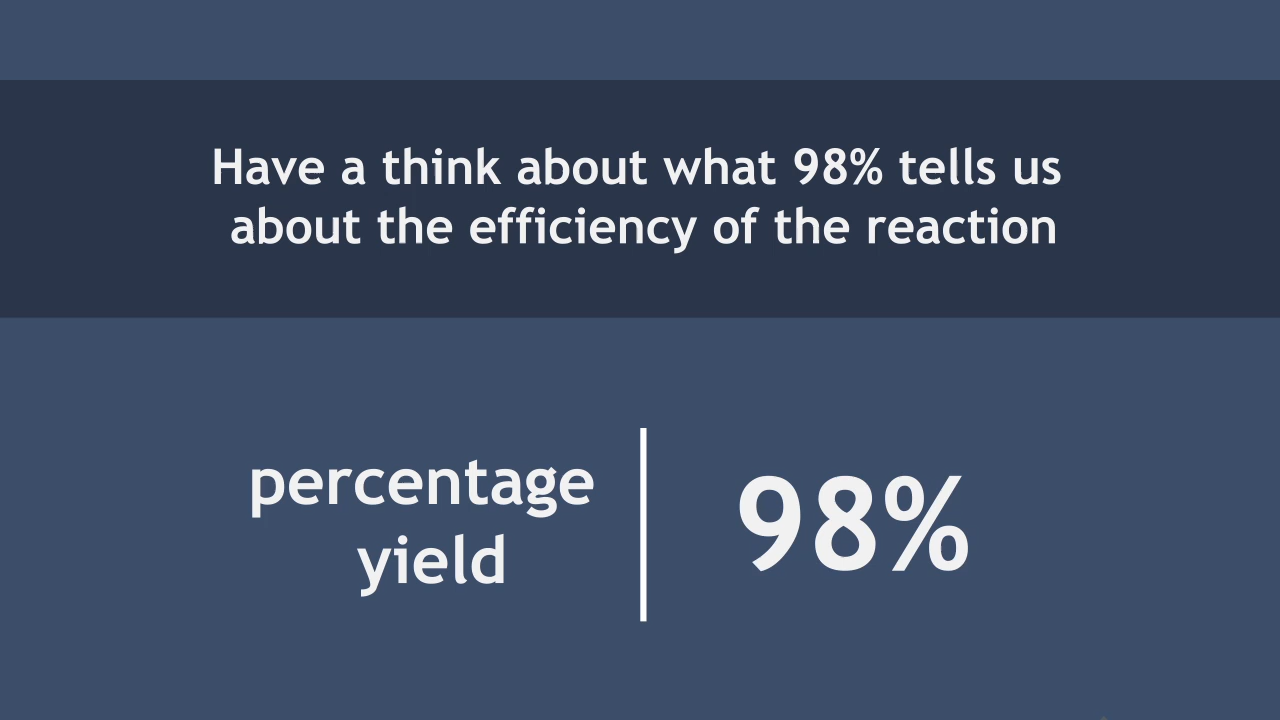 Have a think about what 98% tells us
about the efficiency of the reaction
percentage
yield
98%